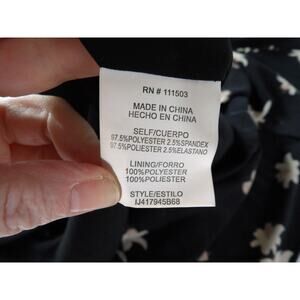 RN # 111503
MADE IN CHINA
HECHO EN CHINA
SELF/CUERPO
97.5%POLYESTER 2.5%SPANDEX
97.5%POLIESTER 2.5%ELASTANO
LINING/FORRO
100%POLYESTER
100%POLIESTER
STYLE/ESTILO
IJ417945B68